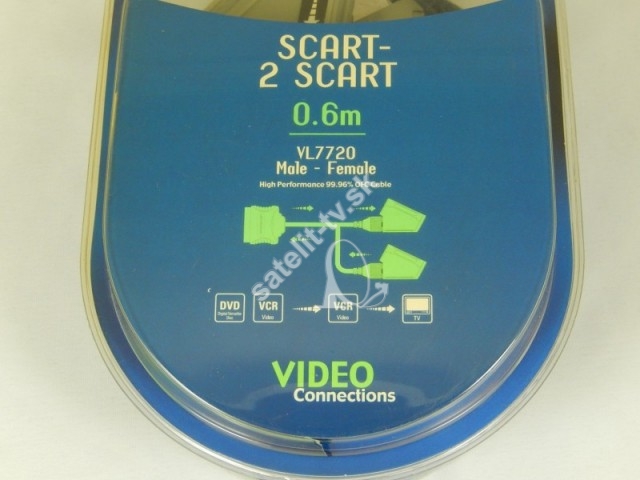 SCART-
2 SCART
0.6m
VL7720
Male - Female
High Performance 99.96% OFC Cable
satelit-tv.sk
DVD VCR VCR
Video Video TV
VIDEO
Connections